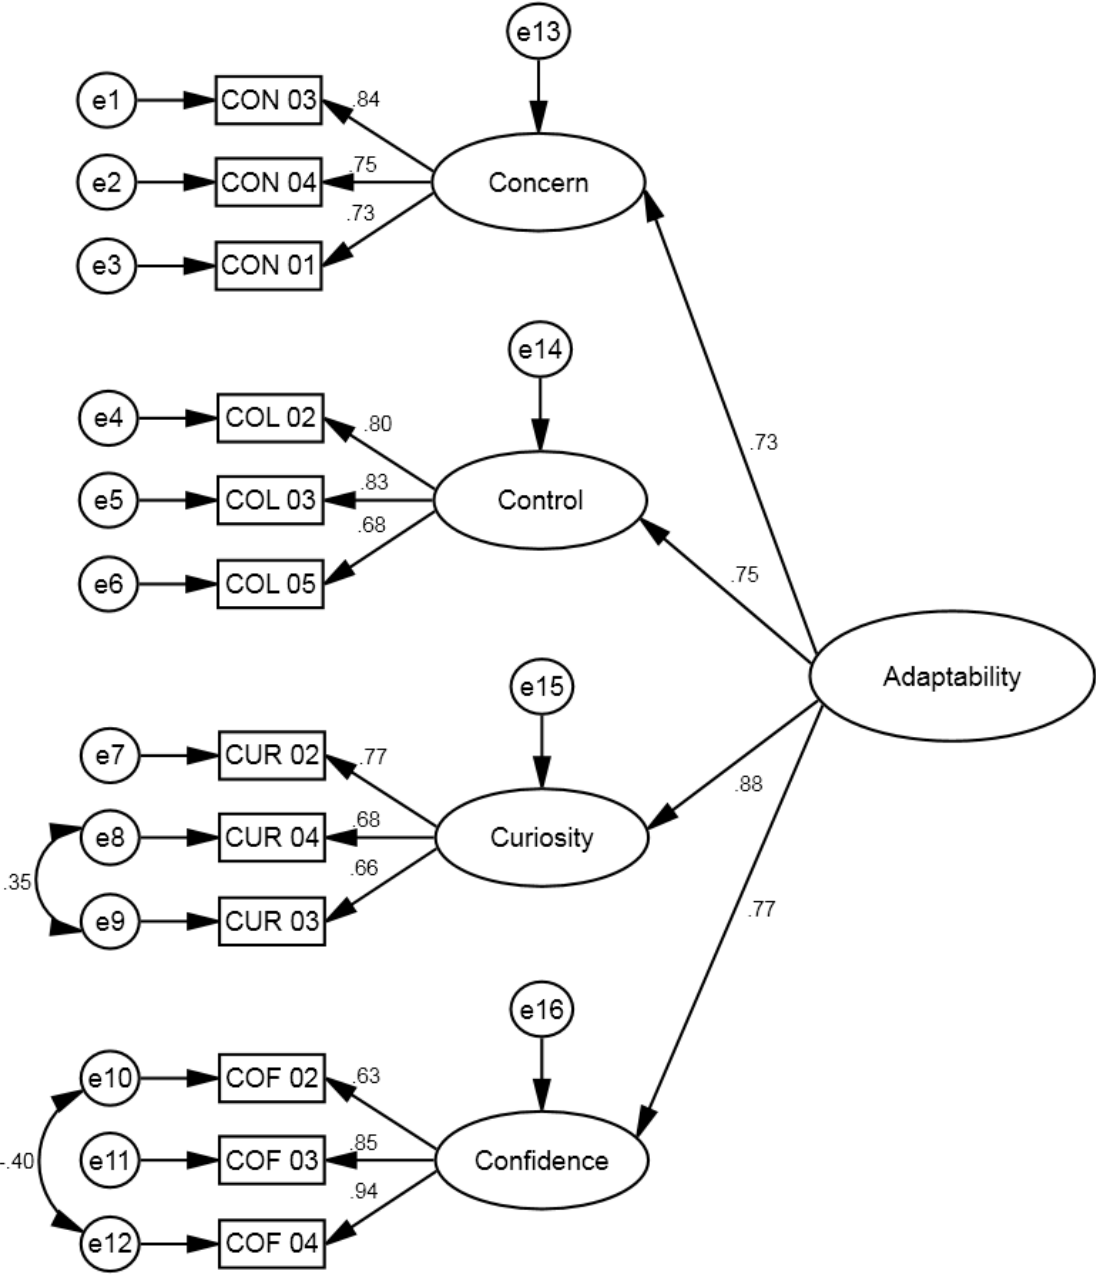 e13
e1
CON 03
.84
e2
CON 04
.75
Concern
.73
e3
CON 01
e14
e4
COL 02
.80
.73
e5
COL 03
.83
Control
.68
e6
COL 05
.75
Adaptability
e15
e7
CUR 02
.77
.88
e8
CUR 04
.68
Curiosity
.35
.66
e9
CUR 03
.77
e16
e10
COF 02
.63
e11
COF 03
.85
Confidence
-.40
.94
e12
COF 04